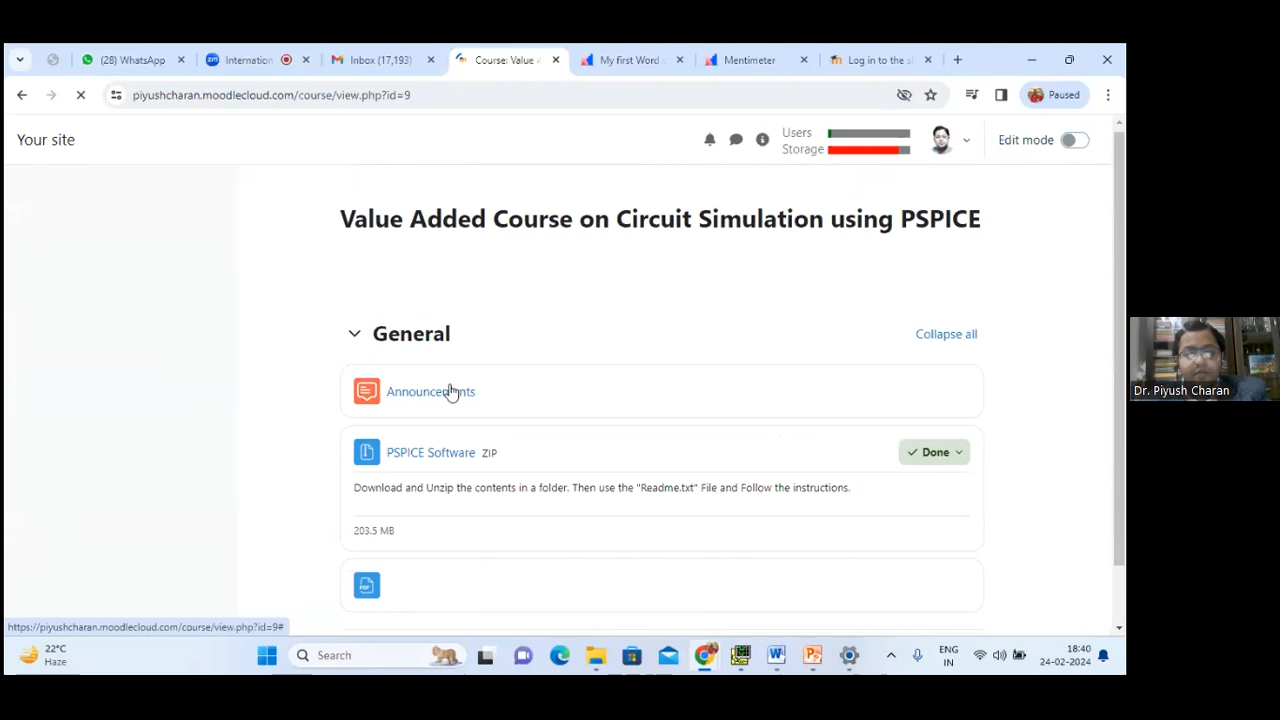 (28) WhatsApp
Internation
Inbox (17,193)
Course: Value A
My first Word
Mentimeter
Log in to the si
piyushcharan.moodlecloud.com/course/view.php?id=9
Paused
Your site
Users
Storage
Edit mode
Value Added Course on Circuit Simulation using PSPICE
General
Collapse all
Announcements
PSPICE Software ZIP
Done
Download and Unzip the contents in a folder. Then use the "Readme.txt" File and Follow the instructions.
203.5 MB
PDF
Dr. Piyush Charan
https://piyushcharan.moodlecloud.com/course/view.php?id=9#
22°C
Haze
Search
ENG
IN
18:40
24-02-2024